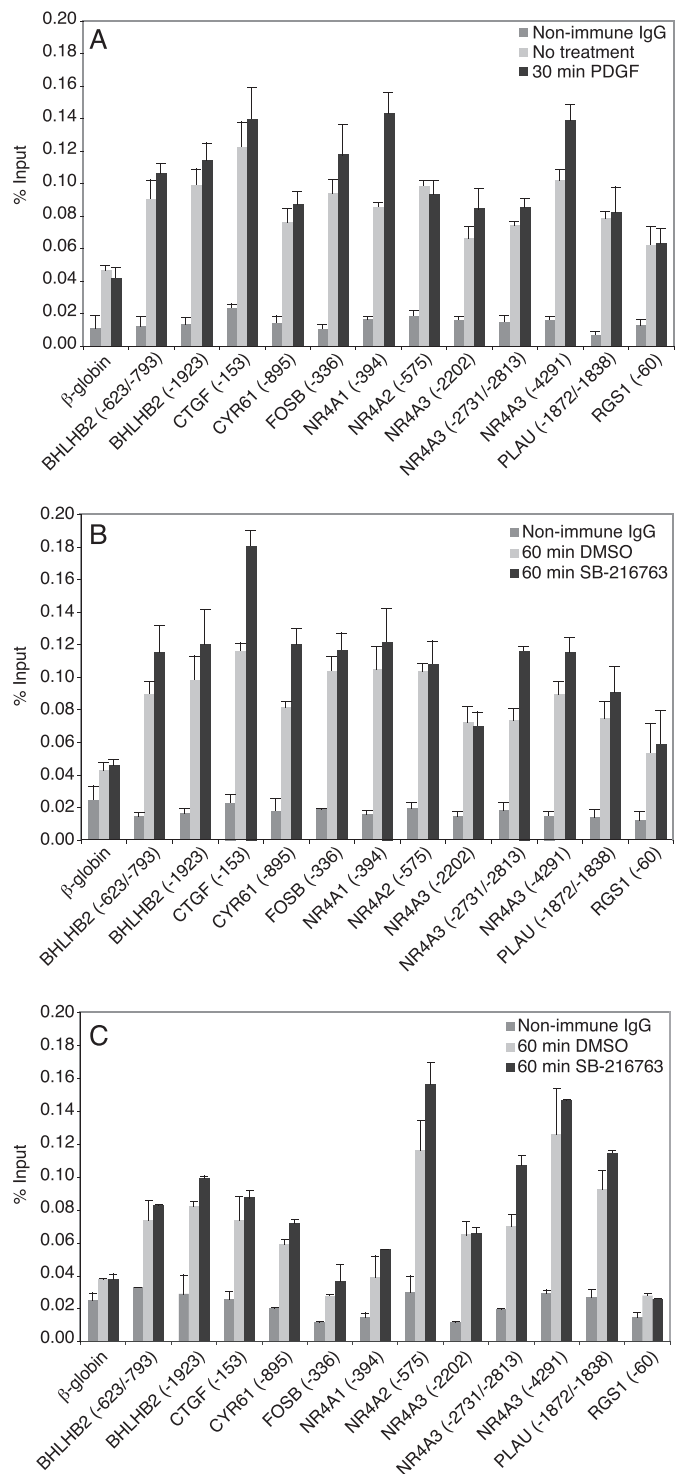 A
Non-immune IgG
No treatment
30 min PDGF
% Input
0.20
0.18
0.16
0.14
0.12
0.10
0.08
0.06
0.04
0.02
0.00
β-globin
BHLHB2 (-623/-793)
BHLHB2 (-1923)
CTGF (-153)
CYR61 (-895)
FOSB (-336)
NR4A1 (-394)
NR4A2 (-575)
NR4A3 (-2202)
NR4A3 (-2731/-2813)
NR4A3 (-4291)
PLAU (-1872/-1838)
RGS1 (-60)
B
Non-immune IgG
60 min DMSO
60 min SB-216763
% Input
0.20
0.18
0.16
0.14
0.12
0.10
0.08
0.06
0.04
0.02
0.00
β-globin
BHLHB2 (-623/-793)
BHLHB2 (-1923)
CTGF (-153)
CYR61 (-895)
FOSB (-336)
NR4A1 (-394)
NR4A2 (-575)
NR4A3 (-2202)
NR4A3 (-2731/-2813)
NR4A3 (-4291)
PLAU (-1872/-1838)
RGS1 (-60)
C
Non-immune IgG
60 min DMSO
60 min SB-216763
% Input
0.20
0.18
0.16
0.14
0.12
0.10
0.08
0.06
0.04
0.02
0.00
β-globin
BHLHB2 (-623/-793)
BHLHB2 (-1923)
CTGF (-153)
CYR61 (-895)
FOSB (-336)
NR4A1 (-394)
NR4A2 (-575)
NR4A3 (-2202)
NR4A3 (-2731/-2813)
NR4A3 (-4291)
PLAU (-1872/-1838)
RGS1 (-60)